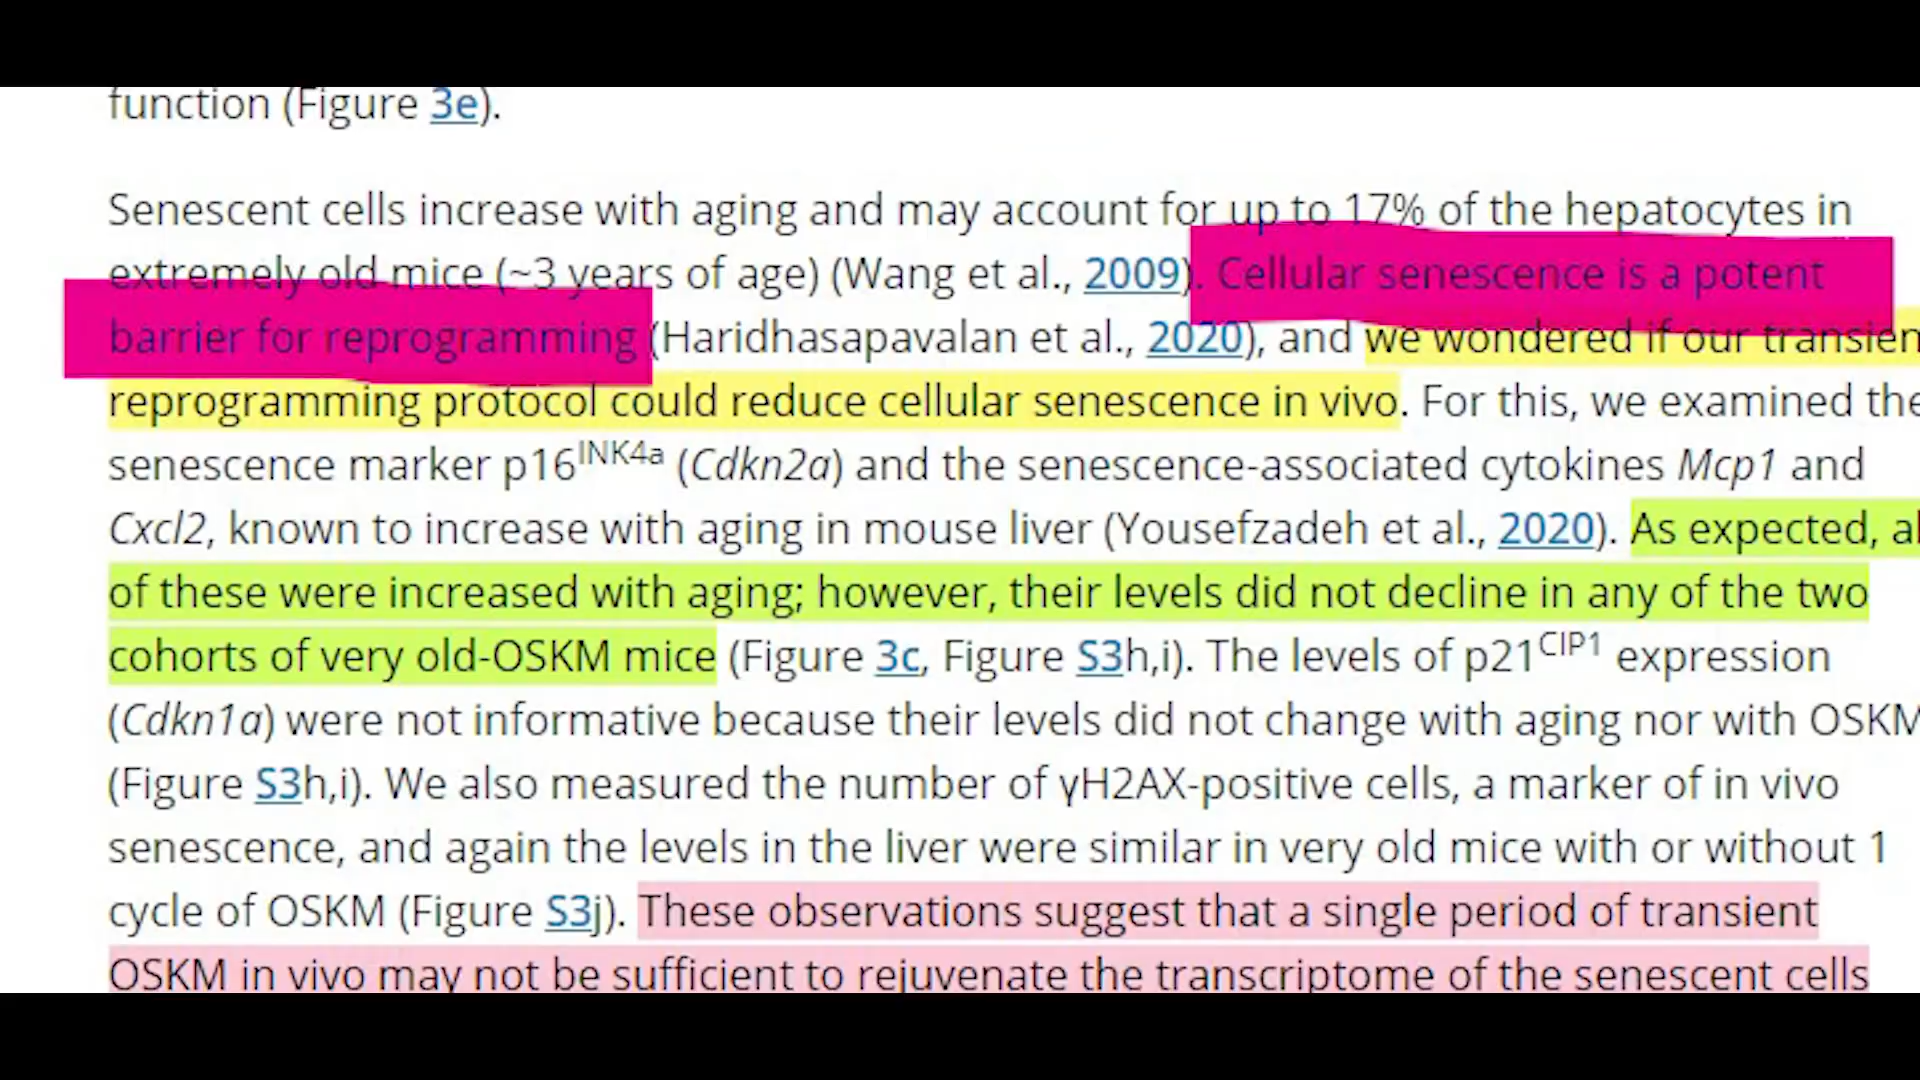 function (Figure 3e).
Senescent cells increase with aging and may account for up to 17% of the hepatocytes in
extremely old mice (~3 years of age) (Wang et al., 2009). Cellular senescence is a potent
barrier for reprogramming (Haridhasapavalan et al., 2020), and we wondered if our transien
reprogramming protocol could reduce cellular senescence in vivo. For this, we examined the
senescence marker p16INK4a (Cdkn2a) and the senescence-associated cytokines Mcp1 and
Cxcl2, known to increase with aging in mouse liver (Yousefzadeh et al., 2020). As expected, al
of these were increased with aging; however, their levels did not decline in any of the two
cohorts of very old-OSKM mice (Figure 3c, Figure S3h,i). The levels of p21CIP1 expression
(Cdkn1a) were not informative because their levels did not change with aging nor with OSKM
(Figure S3h,i). We also measured the number of γH2AX-positive cells, a marker of in vivo
senescence, and again the levels in the liver were similar in very old mice with or without 1
cycle of OSKM (Figure S3j). These observations suggest that a single period of transient
OSKM in vivo may not be sufficient to rejuvenate the transcriptome of the senescent cells